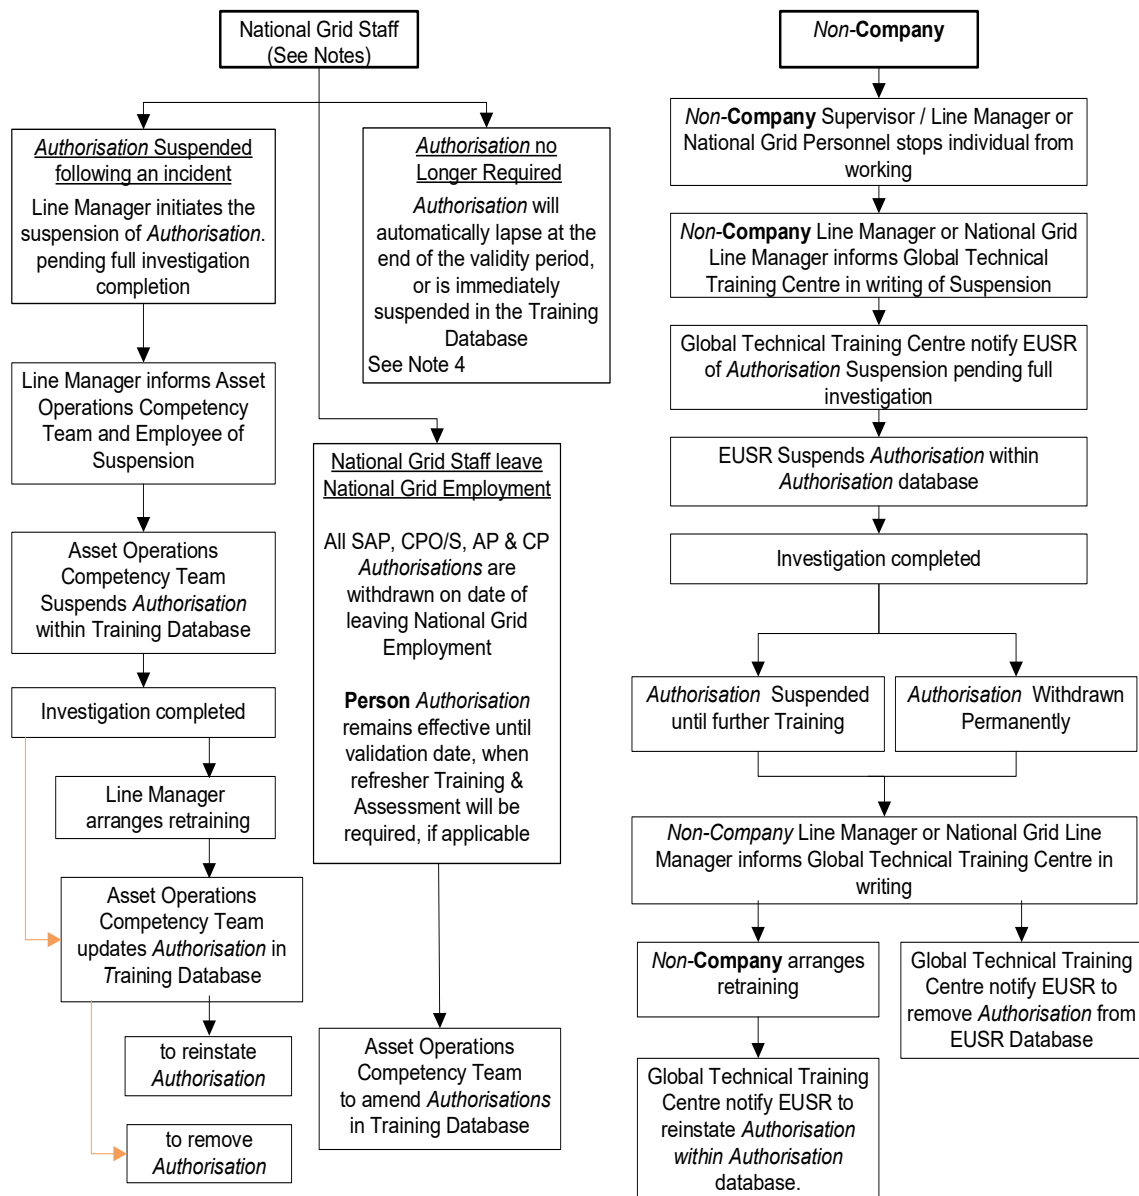 National Grid Staff
(See Notes)
Authorisation Suspended
following an incident
Line Manager initiates the
suspension of Authorisation.
pending full investigation
completion
Line Manager informs Asset
Operations Competency
Team and Employee of
Suspension
Asset Operations
Competency Team
Suspends Authorisation
within Training Database
Investigation completed
Line Manager
arranges retraining
Asset Operations
Competency Team
updates Authorisation in
Training Database
to reinstate
Authorisation
to remove
Authorisation
Authorisation no
Longer Required
Authorisation will
automatically lapse at the
end of the validity period,
or is immediately
suspended in the Training
Database
See Note 4
National Grid Staff leave
National Grid Employment
All SAP, CPO/S, AP & CP
Authorisations are
withdrawn on date of
leaving National Grid
Employment
Person Authorisation
remains effective until
validation date, when
refresher Training &
Assessment will be
required, if applicable
Asset Operations
Competency Team
to amend Authorisations
in Training Database
Non-Company
Non-Company Supervisor / Line Manager or
National Grid Personnel stops individual from
working
Non-Company Line Manager or National Grid
Line Manager informs Global Technical
Training Centre in writing of Suspension
Global Technical Training Centre notify EUSR
of Authorisation Suspension pending full
investigation
EUSR Suspends Authorisation within
Authorisation database
Investigation completed
Authorisation Suspended
until further Training
Authorisation Withdrawn
Permanently
Non-Company Line Manager or National Grid Line
Manager informs Global Technical Training Centre in
writing
Non-Company arranges
retraining
Global Technical Training
Centre notify EUSR to
reinstate Authorisation
within Authorisation
database.
Global Technical Training
Centre notify EUSR to
remove Authorisation from
EUSR Database